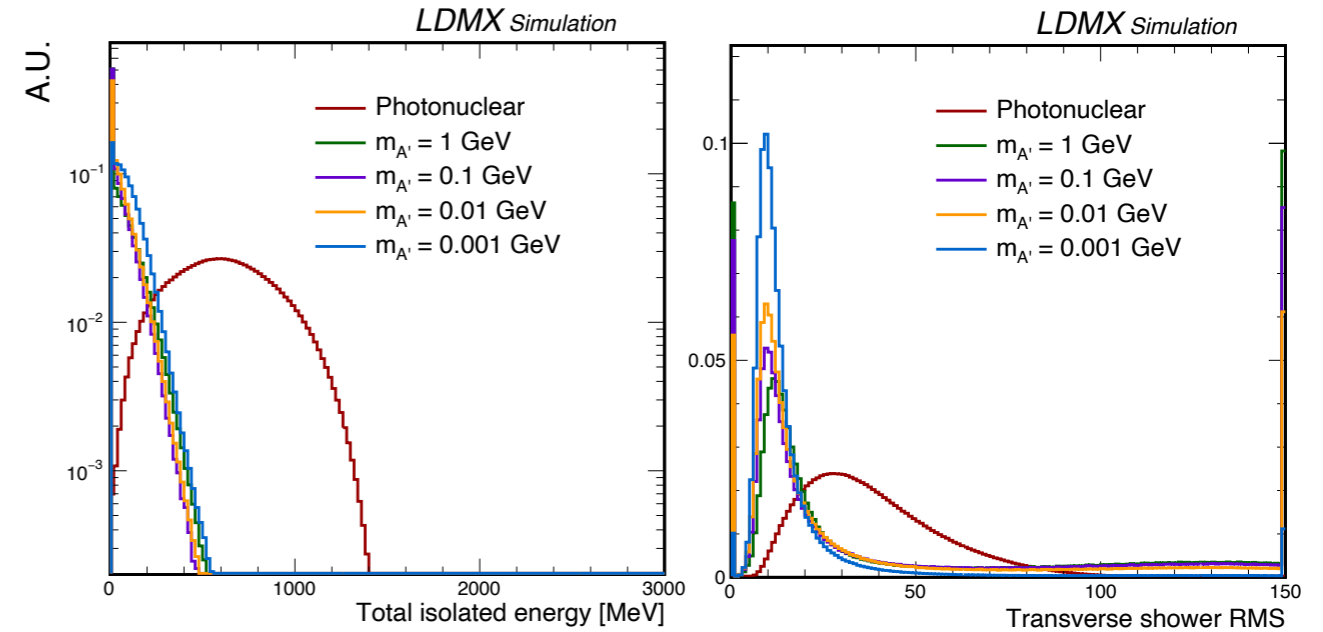 LDMX Simulation
A.U.
Photonuclear
m_A' = 1 GeV
m_A' = 0.1 GeV
m_A' = 0.01 GeV
m_A' = 0.001 GeV
10⁻¹
10⁻²
10⁻³
0 1000 2000 3000
Total isolated energy [MeV]
LDMX Simulation
Photonuclear
m_A' = 1 GeV
m_A' = 0.1 GeV
m_A' = 0.01 GeV
m_A' = 0.001 GeV
0.1
0.05
0
0 50 100 150
Transverse shower RMS